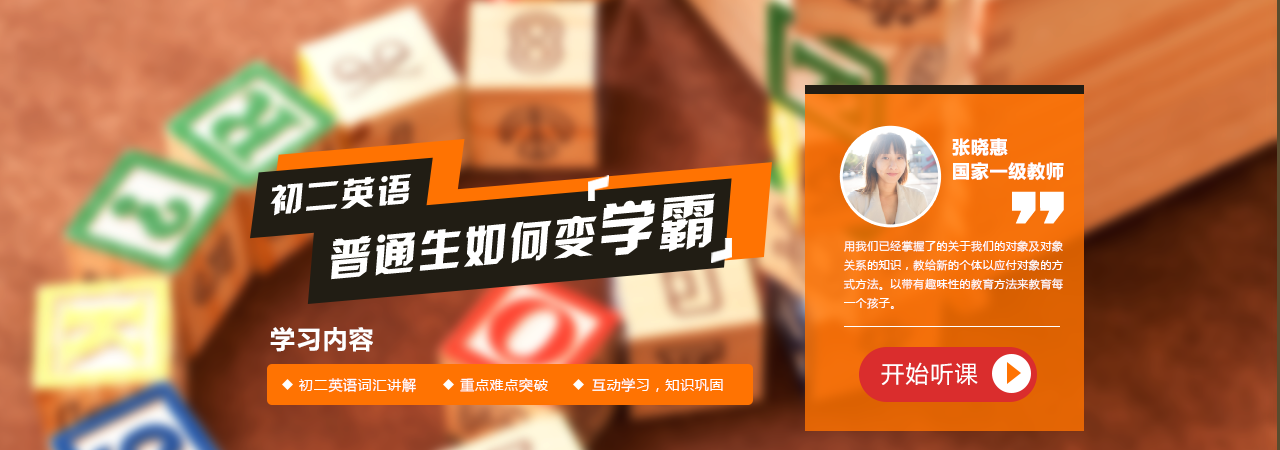 初二英语
普通生如何变「学霸」
学习内容
◆ 初二英语词汇讲解 ◆ 重点难点突破 ◆ 互动学习，知识巩固
张晓惠
国家一级教师
用我们已经掌握了的关于我们的对象及对象
关系的知识，教给新的个体以应付对象的方
式方法。以带有趣味性的教育方法来教育每
一个孩子。
开始听课